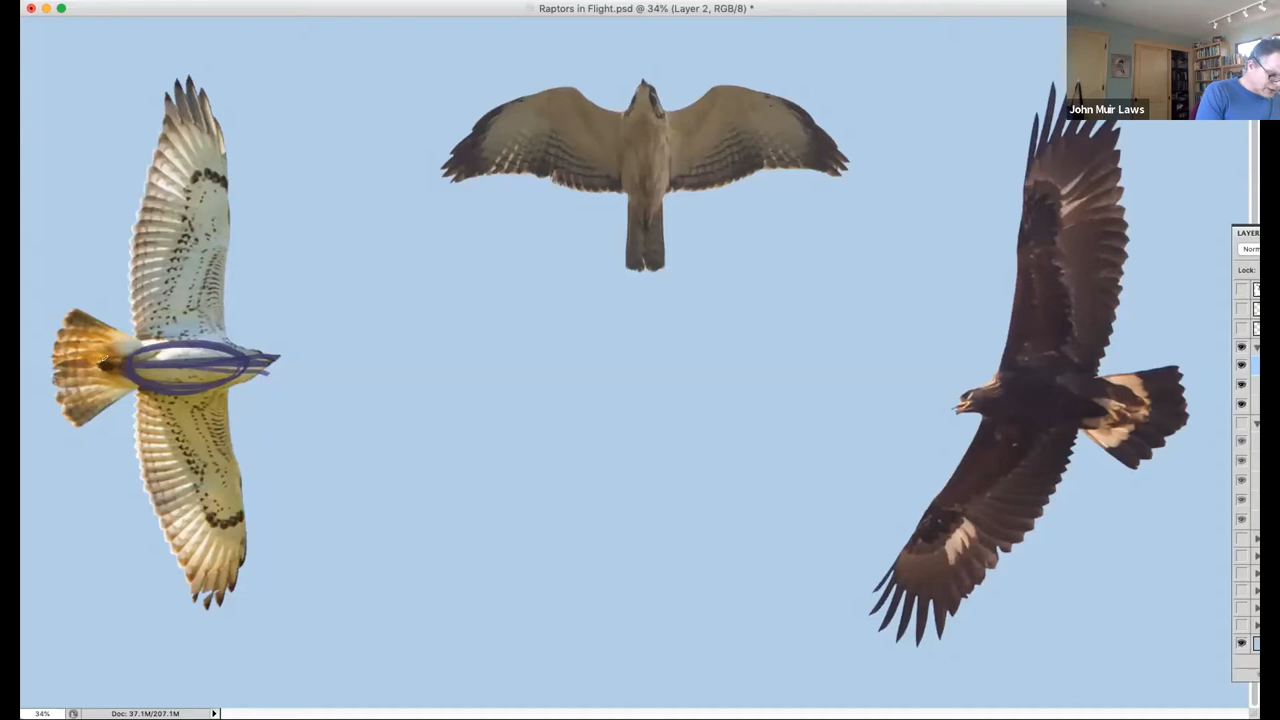 Raptors in Flight.psd @ 34% (Layer 2, RGB/8) *
John Muir Laws
LAYER
Norm
Lock:
34%
Doc: 37.1M/207.1M